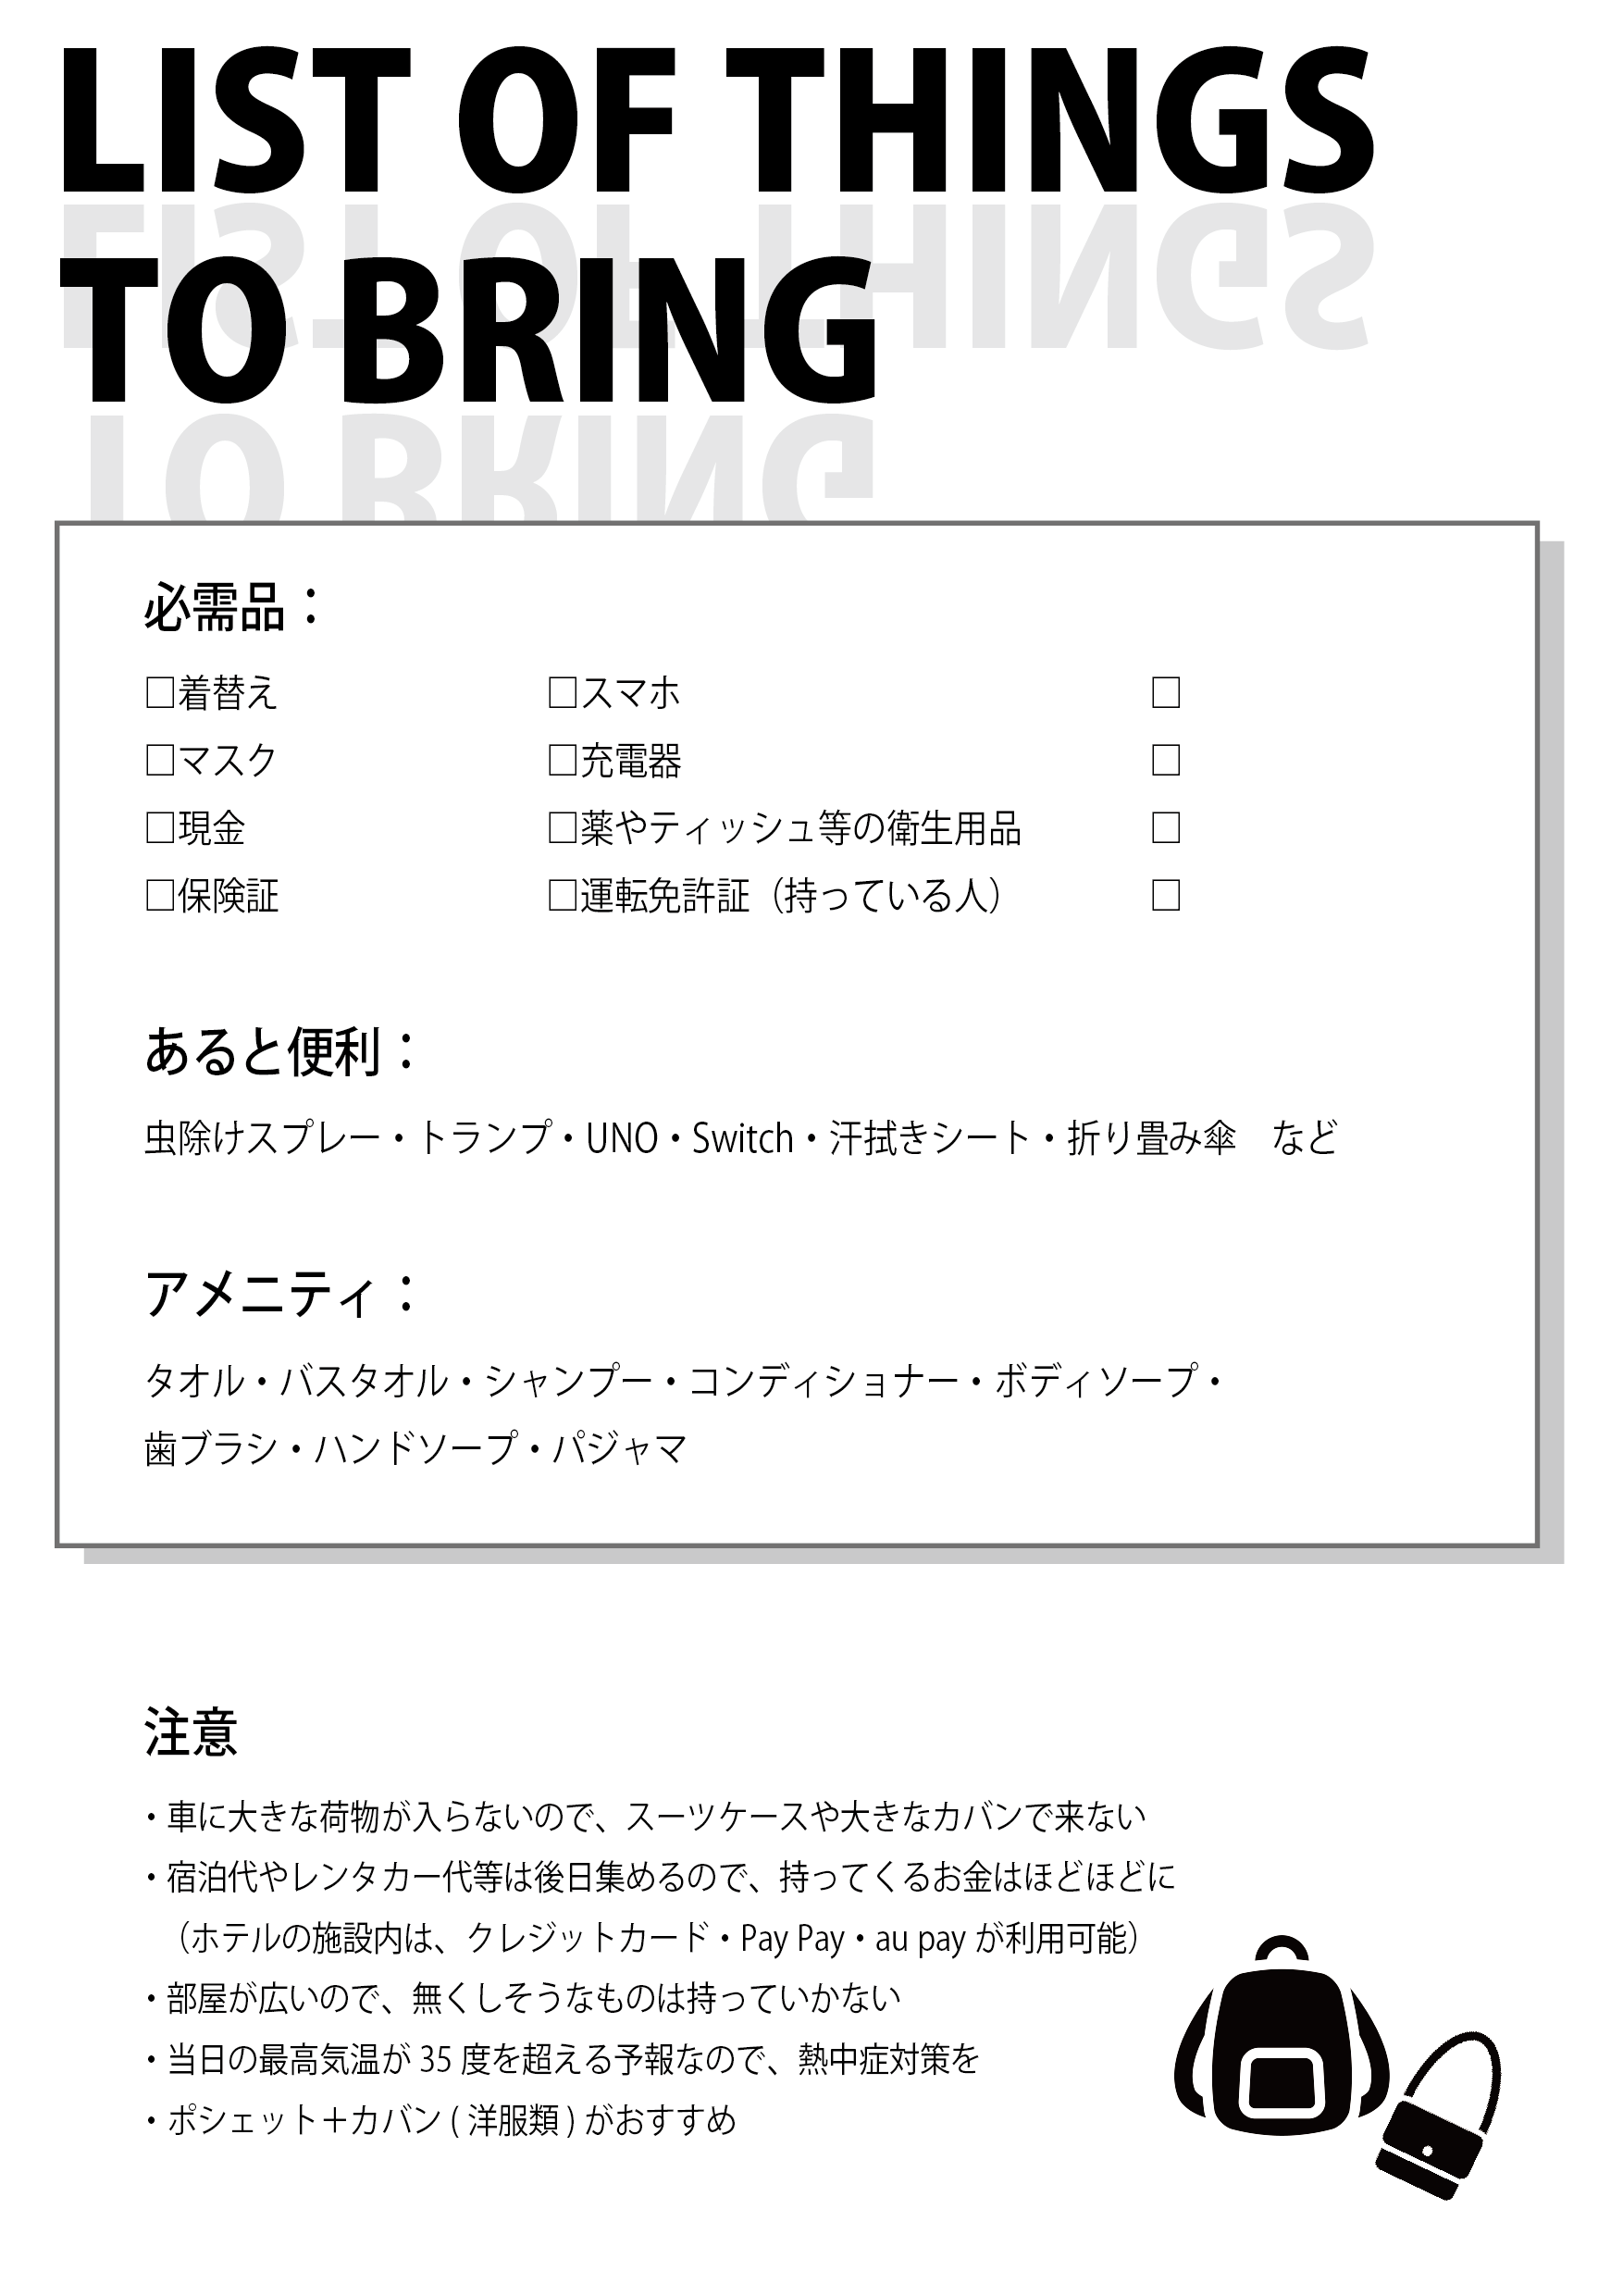 LIST OF THINGS
TO BRING
必需品：
□着替え □スマホ □
□マスク □充電器 □
□現金 □薬やティッシュ等の衛生用品 □
□保険証 □運転免許証（持っている人） □
あると便利：
虫除けスプレー・トランプ・UNO・Switch・汗拭きシート・折り畳み傘　など
アメニティ：
タオル・バスタオル・シャンプー・コンディショナー・ボディソープ・
歯ブラシ・ハンドソープ・パジャマ
注意
・車に大きな荷物が入らないので、スーツケースや大きなカバンで来ない
・宿泊代やレンタカー代等は後日集めるので、持ってくるお金はほどほどに
（ホテルの施設内は、クレジットカード・Pay Pay・au pay が利用可能）
・部屋が広いので、無くしそうなものは持っていかない
・当日の最高気温が 35 度を超える予報なので、熱中症対策を
・ポシェット＋カバン ( 洋服類 ) がおすすめ